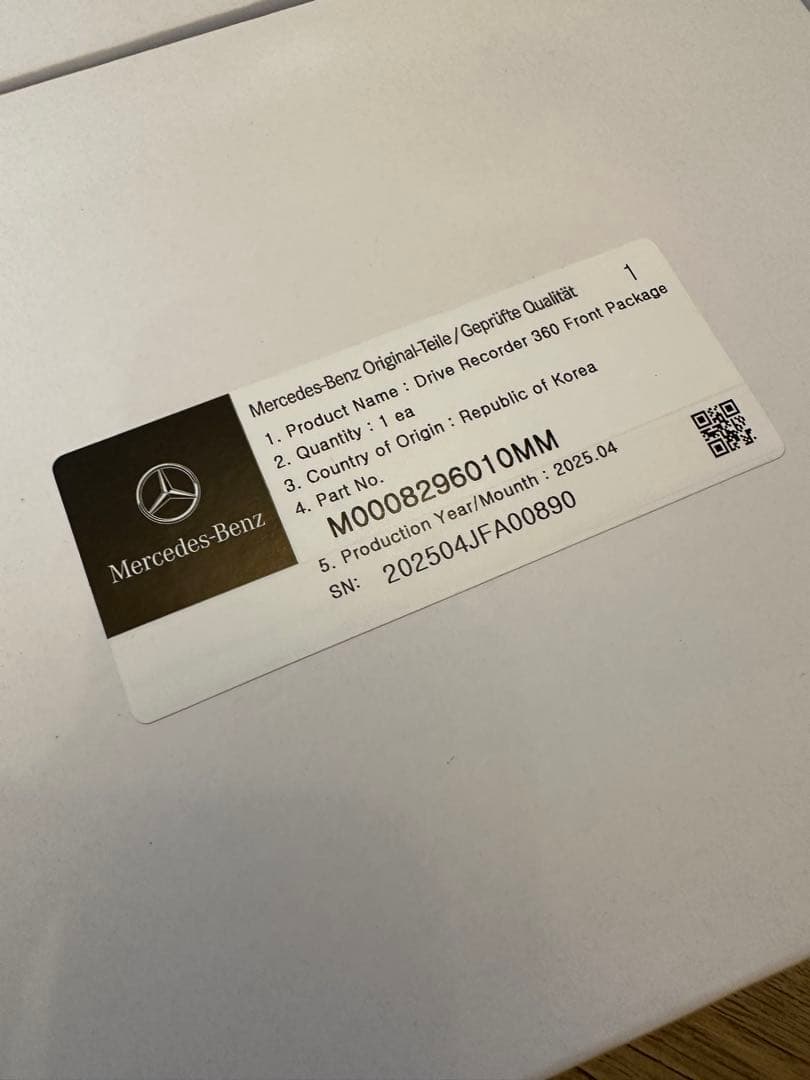 Mercedes-Benz
Mercedes-Benz Original-Teile / Geprüfte Qualität
1
1. Product Name : Drive Recorder 360 Front Package
2. Quantity : 1 ea
3. Country of Origin : Republic of Korea
4. Part No.
M0008296010MM
5. Production Year/Mounth : 2025.04
SN: 202504JFA00890